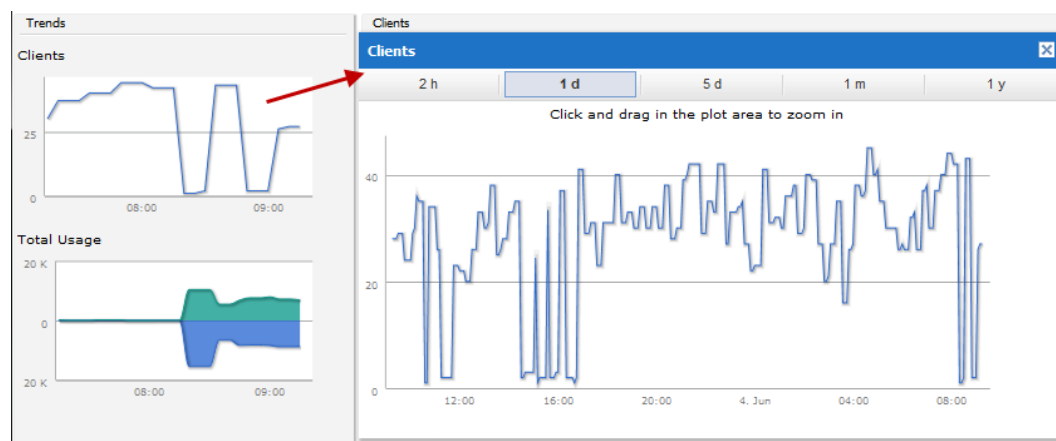 Trends
Clients
25
0
08:00 09:00
Total Usage
20 K
0
20 K
08:00 09:00
Clients
Clients
2 h 1 d 5 d 1 m 1 y
Click and drag in the plot area to zoom in
40
20
0
12:00 16:00 20:00 4. Jun 04:00 08:00